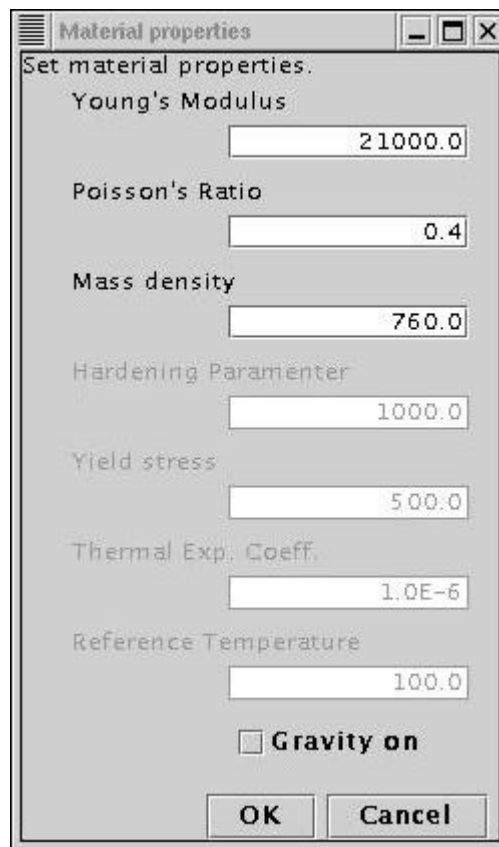 Material properties
Set material properties.
Young's Modulus
21000.0
Poisson's Ratio
0.4
Mass density
760.0
Hardening Paramenter
1000.0
Yield stress
500.0
Thermal Exp. Coeff.
1.0E-6
Reference Temperature
100.0
Gravity on
OK Cancel